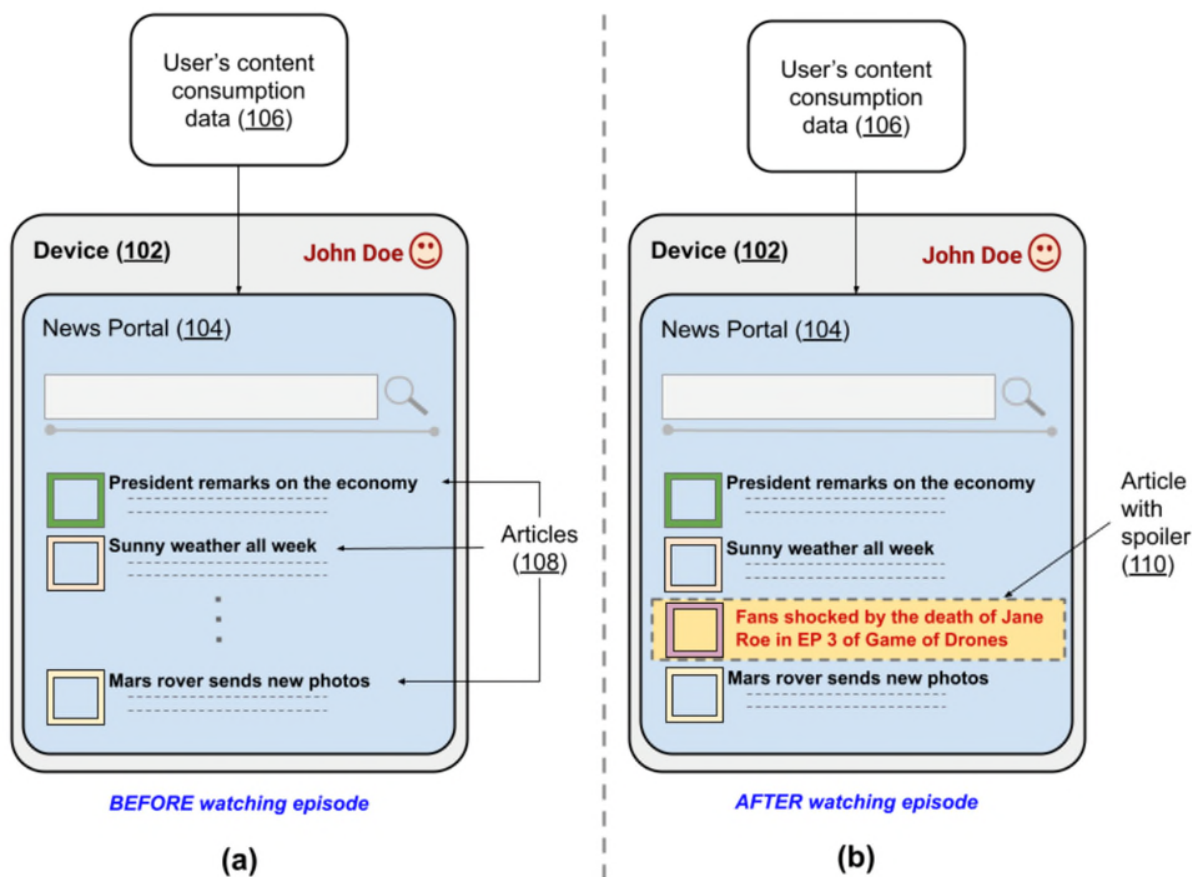 User's content
consumption
data (106)
Device (102)
John Doe
News Portal (104)
President remarks on the economy
Sunny weather all week
Mars rover sends new photos
Articles
(108)
BEFORE watching episode
(a)
User's content
consumption
data (106)
Device (102)
John Doe
News Portal (104)
President remarks on the economy
Sunny weather all week
Fans shocked by the death of Jane
Roe in EP 3 of Game of Drones
Mars rover sends new photos
Article
with
spoiler
(110)
AFTER watching episode
(b)